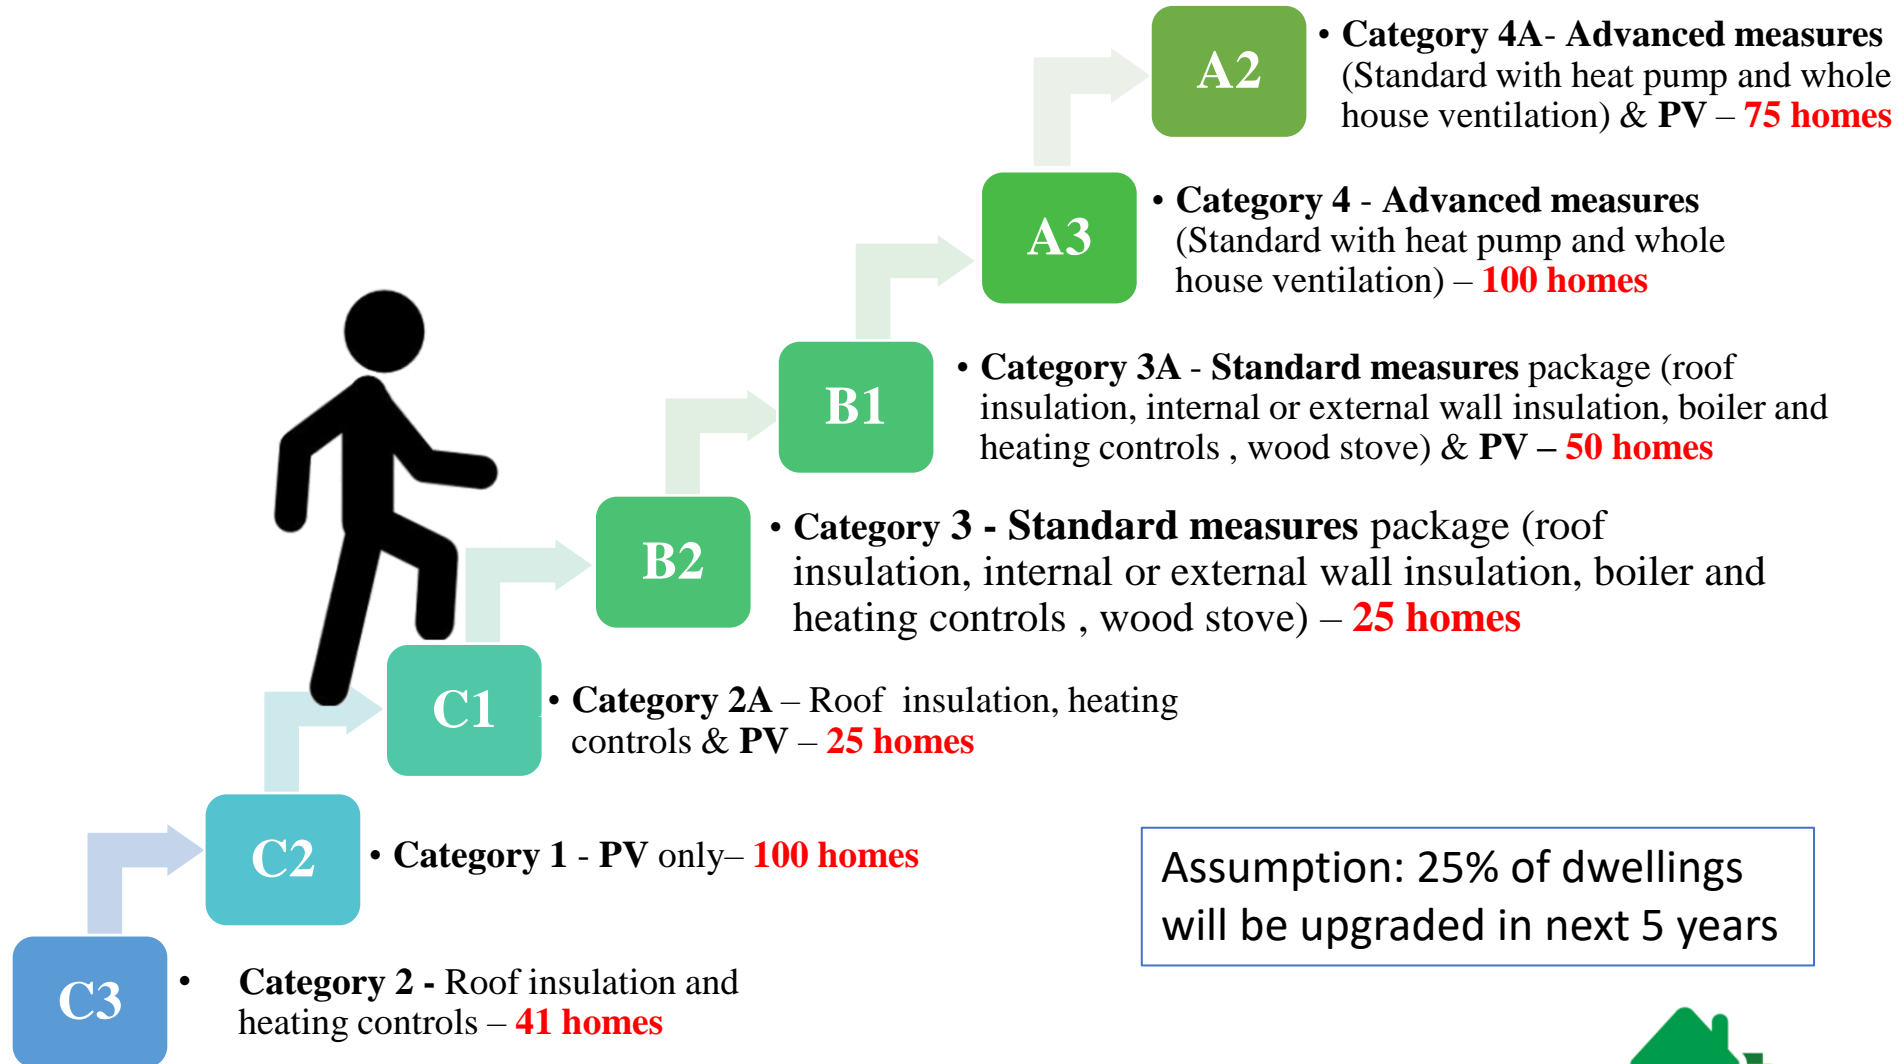 A2
• Category 4A- Advanced measures
(Standard with heat pump and whole
house ventilation) & PV – 75 homes
A3
• Category 4 - Advanced measures
(Standard with heat pump and whole
house ventilation) – 100 homes
B1
• Category 3A - Standard measures package (roof
insulation, internal or external wall insulation, boiler and
heating controls , wood stove) & PV – 50 homes
B2
• Category 3 - Standard measures package (roof
insulation, internal or external wall insulation, boiler and
heating controls , wood stove) – 25 homes
C1
• Category 2A – Roof insulation, heating
controls & PV – 25 homes
C2
• Category 1 - PV only– 100 homes
Assumption: 25% of dwellings
will be upgraded in next 5 years
C3
• Category 2 - Roof insulation and
heating controls – 41 homes